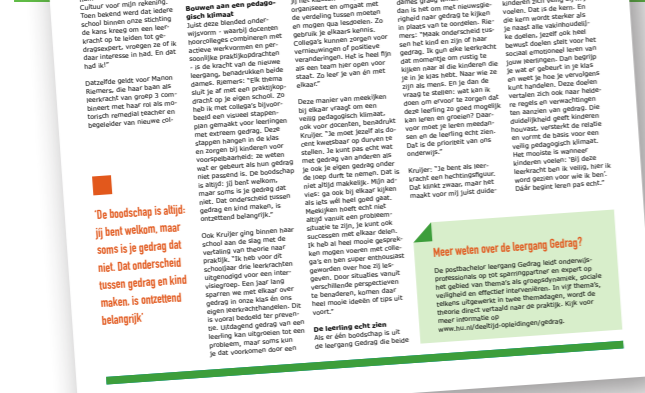 Cultuur voor mijn rekening.
Toen bekend werd dat iedere
school binnen onze stichting
de kans kreeg om een leer-
kracht op te leiden tot ge-
dragsexpert, vroegen ze of ik
daar interesse in had. En dat
had ik!”
Datzelfde geldt voor Manon
Riemers, die haar baan als
leerkracht van groep 3 com-
bineert met haar rol als mo-
torisch remedial teacher en
begeleider van nieuwe col-
‘De boodschap is altijd:
jij bent welkom, maar
soms is je gedrag dat
niet. Dat onderscheid
tussen gedrag en kind
maken, is ontzettend
belangrijk’
Bouwen aan een pedago-
gisch klimaat
Juist deze blended onder-
wijsvorm - waarbij docenten
hoorcolleges combineren met
actieve werkvormen en per-
soonlijke praktijkopdrachten
- is de kracht van de nieuwe
leergang, benadrukken beide
dames. Riemers: “Elk thema
sluit je af met een praktijkop-
dracht op je eigen school. Zo
heb ik met collega’s bijvoor-
beeld een visueel stappen-
plan gemaakt voor leerlingen
met extreem gedrag. Deze
stappen hangen in de klas
en zorgen bij kinderen voor
voorspelbaarheid; ze weten
wat er gebeurt als hun gedrag
niet passend is. De boodschap
is altijd: jij bent welkom,
maar soms is je gedrag dat
niet. Dat onderscheid tussen
gedrag en kind maken, is
ontzettend belangrijk.”
Ook Kruijer ging binnen haar
school aan de slag met de
vertaling van theorie naar
praktijk. “Ik heb voor dit
schooljaar drie leerkrachten
uitgenodigd voor een inter-
visiegroep. Een jaar lang
sparren we met elkaar over
gedrag in onze klas én ons
eigen leerkrachthandelen. Dit
is vooral bedoeld ter preven-
tie. Uitdagend gedrag van een
leerling kan uitgroeien tot een
probleem, maar soms kun
je dat voorkomen door een
organiseert en omgaat met
de verdeling tussen moeten
en mogen qua lesdoelen. Zo
gebruik je elkaars kennis.
Collega’s kunnen zorgen voor
vernieuwingen of positieve
veranderingen. Het is heel fijn
als een team hier open voor
staat. Zo leer je van én met
elkaar.”
Deze manier van meekijken
bij elkaar vraagt om een
veilig pedagogisch klimaat,
ook voor docenten, benadrukt
Kruijer. “Je moet jezelf als do-
cent kwetsbaar op durven te
stellen. Je kunt pas echt wat
met gedrag van anderen als
je ook je eigen gedrag onder
de loep durft te nemen. Dat is
niet altijd makkelijk. Mijn ad-
vies: ga ook bij elkaar kijken
als iets wél heel goed gaat.
Meekijken hoeft echt niet
altijd vanuit een probleem-
situatie te zijn, je kunt ook
successen met elkaar delen.
Ik heb al heel mooie gesprek-
ken mogen voeren met colle-
ga’s en ben super enthousiast
geworden over hoe zij les-
geven. Door situaties vanuit
verschillende perspectieven
te benaderen, komen daar
heel mooie ideeën of tips uit
voort.”
De leerling echt zien
Als er één boodschap is uit
de leergang Gedrag die beide
dan is het om met nieuwsgie-
righeid naar gedrag te kijken
in plaats van te oordelen. Rie-
mers: “Maak onderscheid tus-
sen het kind en zijn of haar
gedrag. Ik gun elke leerkracht
dat momentje om rustig te
kijken naar al die kinderen die
je in je klas hebt. Naar wie ze
zijn als mens. En je dan de
vraag te stellen: wat kan ik
doen om ervoor te zorgen dat
deze leerling zo goed mogelijk
kan leren en groeien? Daar-
voor moet je leren meedan-
sen en de leerling echt zien.
Dat is de prioriteit van ons
onderwijs.”
Kruijer: “Je bent als leer-
kracht een hechtingsfiguur.
Dat klinkt zwaar, maar het
maakt voor mij juist duide-
voelen. Dat is de kern. En
die kern wordt sterker als
je naast alle vakinhoudelij-
ke doelen, jezelf ook heel
bewust doelen stelt voor het
sociaal emotioneel leren van
jouw leerlingen. Dan begrijp
je wat er gebeurt in je klas
en weet je hoe je vervolgens
kunt handelen. Deze doelen
vertalen zich ook naar helde-
re regels en verwachtingen
ten aanzien van gedrag. Die
duidelijkheid geeft kinderen
houvast, versterkt de relatie
en vormt de basis voor een
veilig pedagogisch klimaat.
Het mooiste is wanneer
kinderen voelen: ‘Bij deze
leerkracht ben ik veilig, hier ik
word gezien voor wie ik ben’.
Dáár begint leren pas echt.”
Meer weten over de leergang Gedrag?
De postbachelor leergang Gedrag leidt onderwijs-
professionals op tot sparringpartner en expert op
het gebied van thema’s als groepsdynamiek, sociale
veiligheid en effectief interveniëren. In vijf thema’s,
telkens uitgewerkt in twee themadagen, wordt de
theorie direct vertaald naar de praktijk. Kijk voor
meer informatie op
www.hu.nl/deeltijd-opleidingen/gedrag.